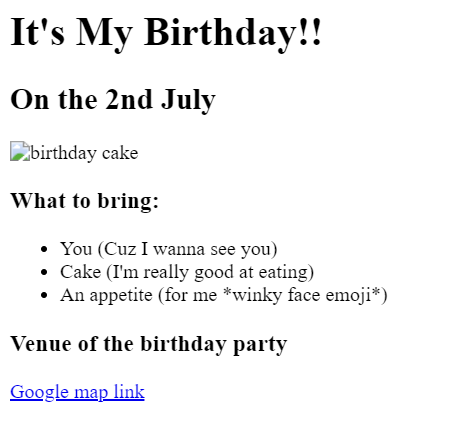 It's My Birthday!!
On the 2nd July
birthday cake
What to bring:
You (Cuz I wanna see you)
Cake (I'm really good at eating)
An appetite (for me *winky face emoji*)
Venue of the birthday party
Google map link